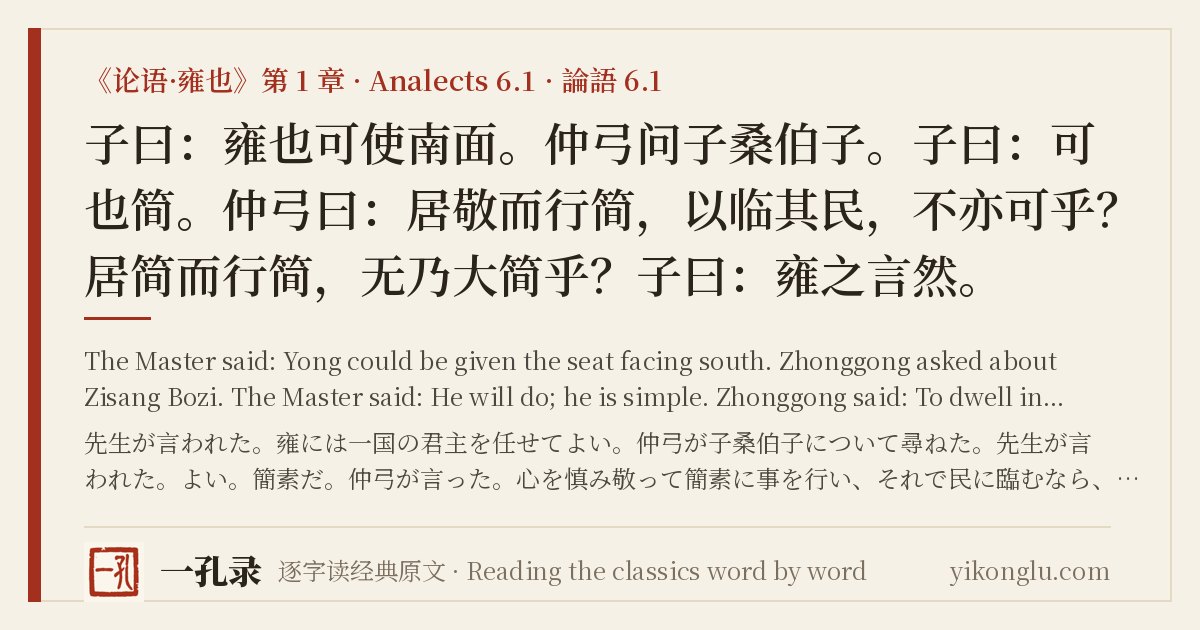 《论语·雍也》第 1 章 · Analects 6.1 · 論語 6.1
子曰：雍也可使南面。仲弓问子桑伯子。子曰：可
也简。仲弓曰：居敬而行简，以临其民，不亦可乎？
居简而行简，无乃大简乎？子曰：雍之言然。
The Master said: Yong could be given the seat facing south. Zhonggong asked about
Zisang Bozi. The Master said: He will do; he is simple. Zhonggong said: To dwell in…
先生が言われた。雍には一国の君主を任せてよい。仲弓が子桑伯子について尋ねた。先生が言
われた。よい。簡素だ。仲弓が言った。心を慎み敬って簡素に事を行い、それで民に臨むなら、…
一孔
一孔录 逐字读经典原文 · Reading the classics word by word yikonglu.com